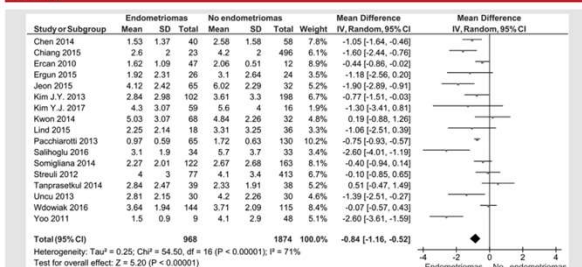 Endometriomas No endometriomas Mean Difference Mean Difference
Study or Subgroup Mean SD Total Mean SD Total Weight IV, Random, 95% CI IV, Random, 95% CI
Chen 2014 1.53 1.37 40 2.58 1.58 58 7.8% -1.05 [-1.64, -0.46]
Chiang 2015 2.6 2 23 4.2 2 496 6.3% -1.60 [-2.44, -0.76]
Ercan 2010 1.62 1.09 47 2.06 0.51 12 8.9% -0.44 [-0.86, -0.02]
Ergun 2015 1.92 2.31 26 3.1 2.64 24 3.7% -1.18 [-2.56, 0.20]
Jeon 2015 4.12 2.42 65 6.02 2.29 32 5.4% -1.90 [-2.89, -0.91]
Kim J.Y. 2013 2.84 2.98 102 3.61 3.3 198 6.8% -0.77 [-1.51, -0.03]
Kim Y.J. 2017 4.3 3.07 59 5.6 4 16 2.1% -1.30 [-3.41, 0.81]
Kwon 2014 5.03 3.07 68 4.84 2.26 32 5.0% 0.19 [-0.88, 1.26]
Lind 2015 2.25 2.14 18 3.31 3.25 36 3.5% -1.06 [-2.51, 0.39]
Pacchiarotti 2013 0.97 0.59 65 1.72 0.63 130 10.6% -0.75 [-0.93, -0.57]
Salihoglu 2016 3.1 1.9 34 5.7 3.7 33 3.7% -2.60 [-4.01, -1.19]
Somigliana 2014 2.27 2.01 122 2.67 2.68 163 8.2% -0.40 [-0.94, 0.14]
Streuli 2012 4 3 77 4.1 3.4 413 6.8% -0.10 [-0.85, 0.65]
Tanprasetkul 2014 2.84 2.47 39 2.33 1.91 38 5.4% 0.51 [-0.47, 1.49]
Uncu 2013 2.81 2.15 30 4.2 2.26 30 4.7% -1.39 [-2.51, -0.27]
Wdowiak 2016 3.64 1.94 144 3.71 2.09 115 8.5% -0.07 [-0.57, 0.43]
Yoo 2011 1.5 0.9 9 4.1 2.9 48 5.3% -2.60 [-3.61, -1.59]
Total (95% CI) 968 1874 100.0% -0.84 [-1.16, -0.52]
Heterogeneity: Tau² = 0.25; Chi² = 54.50, df = 16 (P < 0.00001); I² = 71%
Test for overall effect: Z = 5.20 (P < 0.00001)
-4 -2 0 2 4
Endometriomas No endometriomas